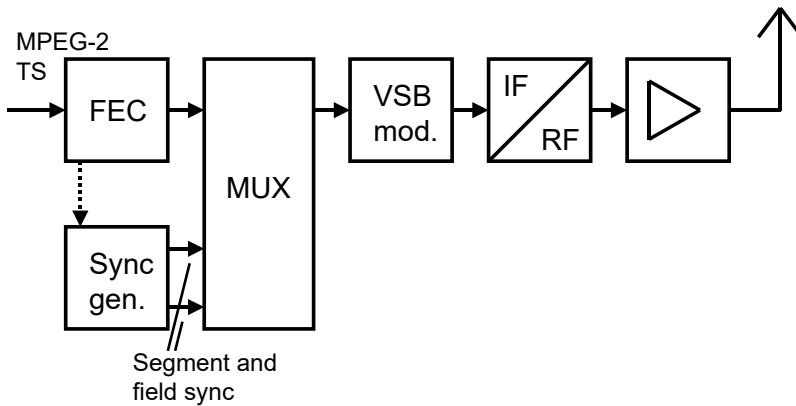 MPEG-2
TS
FEC
MUX
VSB
mod.
IF
RF
Sync
gen.
Segment and
field sync